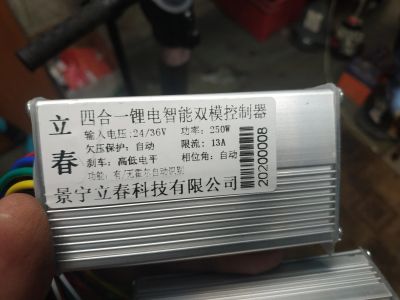 立春 四合一锂电智能双模控制器
输入电压:24/36V 功率:250W
欠压保护:自动 限流:13A
刹车:高低电平 相位角:自动
功能:有/无霍尔自动识别
景宁立春科技有限公司
20200008